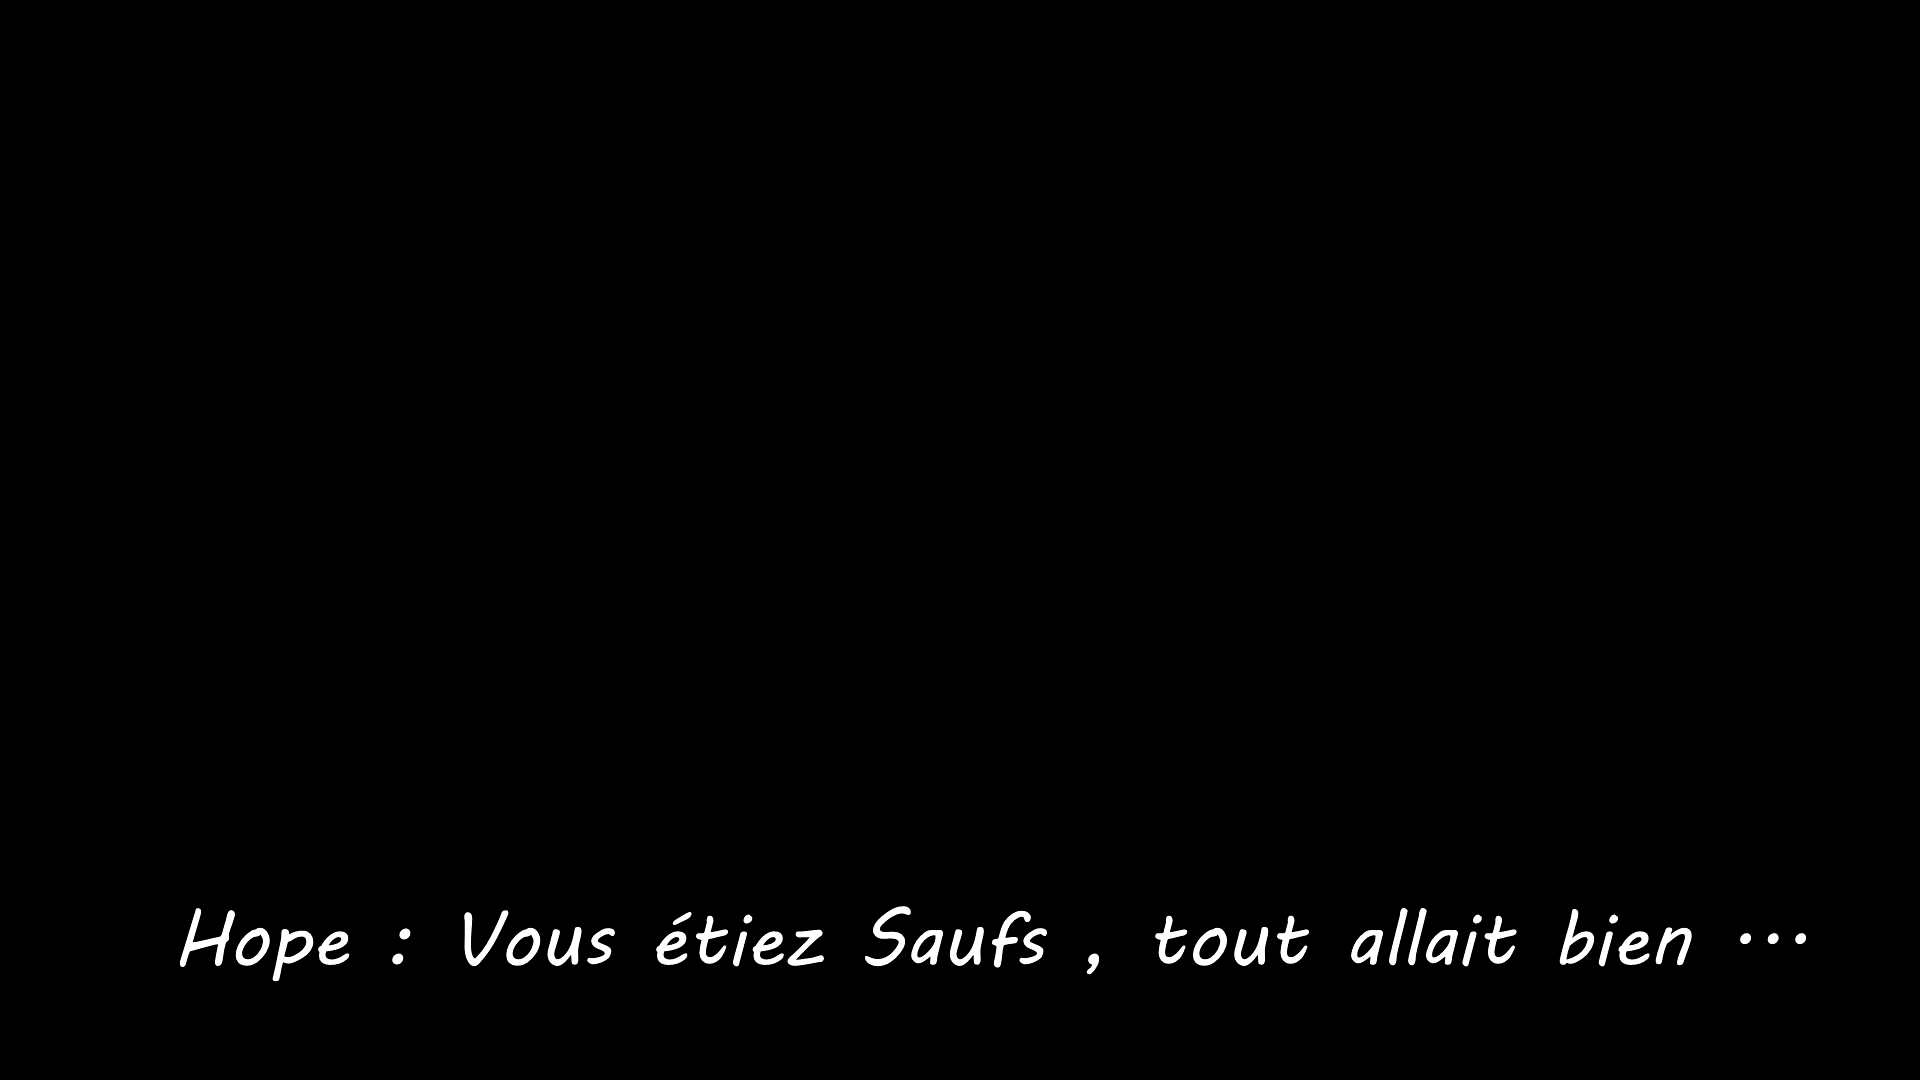 Hope : Vous étiez Saufs , tout allait bien ...